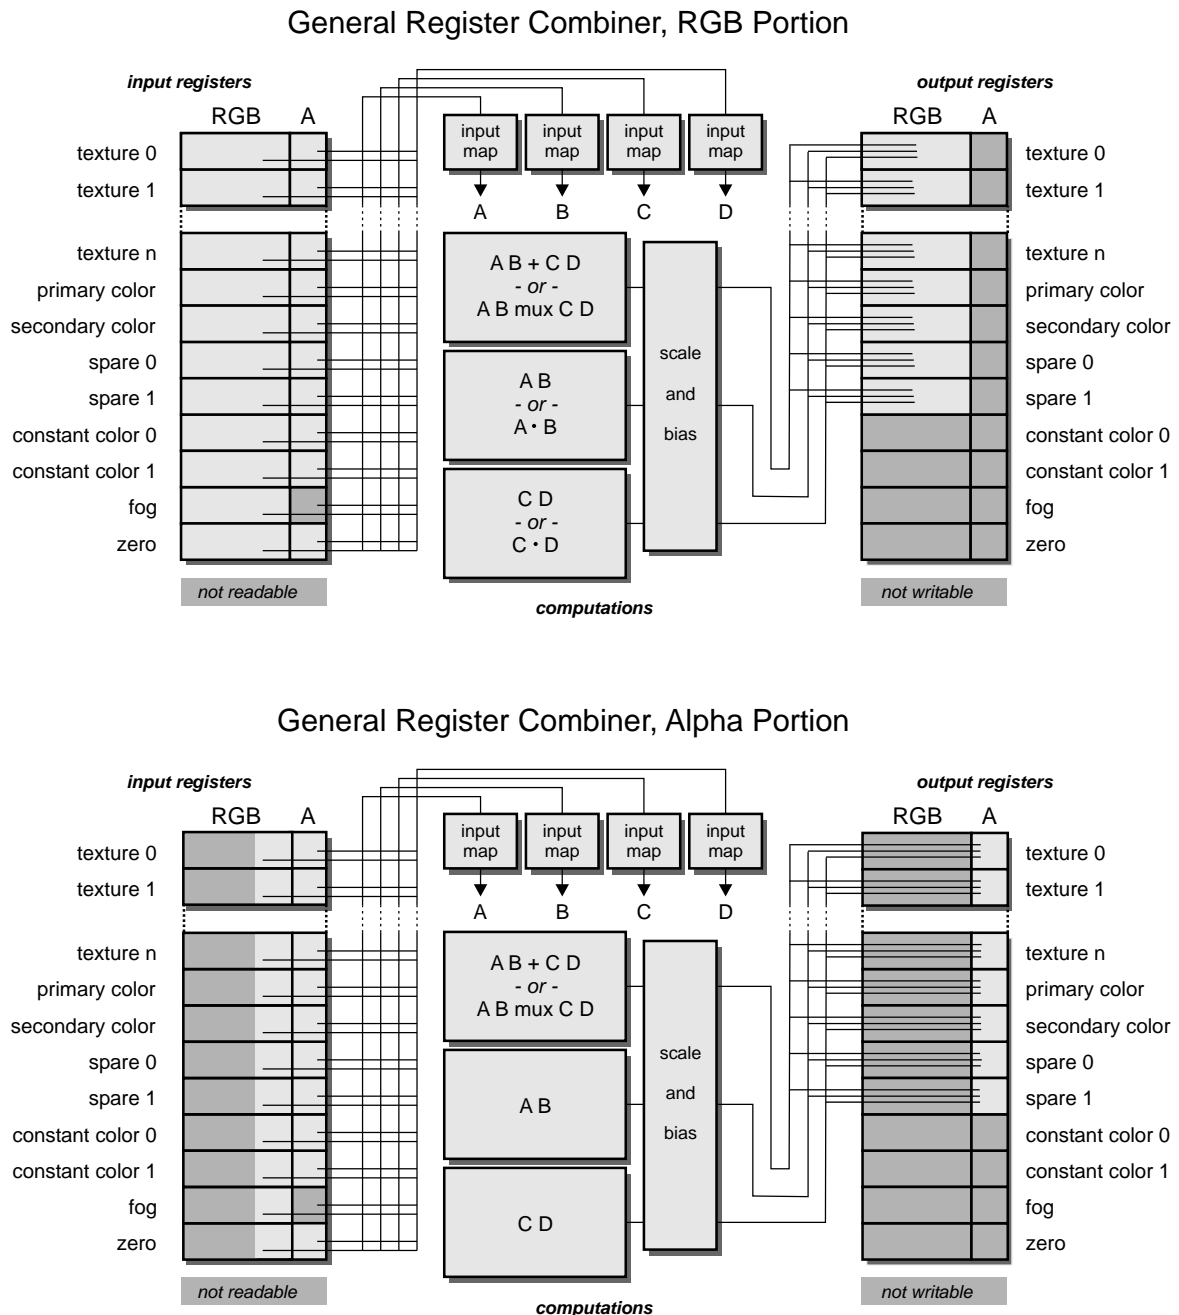 General Register Combiner, RGB Portion
input registers
output registers
RGB A
input map
input map
input map
input map
RGB A
texture 0
texture 1
A B C D
texture 0
texture 1
texture n
primary color
secondary color
spare 0
spare 1
constant color 0
constant color 1
fog
zero
not readable
A B + C D
- or -
A B mux C D
A B
- or -
A • B
C D
- or -
C • D
scale
and
bias
computations
texture n
primary color
secondary color
spare 0
spare 1
constant color 0
constant color 1
fog
zero
not writable
General Register Combiner, Alpha Portion
input registers
output registers
RGB A
input map
input map
input map
input map
RGB A
texture 0
texture 1
A B C D
texture 0
texture 1
texture n
primary color
secondary color
spare 0
spare 1
constant color 0
constant color 1
fog
zero
not readable
A B + C D
- or -
A B mux C D
A B
C D
scale
and
bias
computations
texture n
primary color
secondary color
spare 0
spare 1
constant color 0
constant color 1
fog
zero
not writable